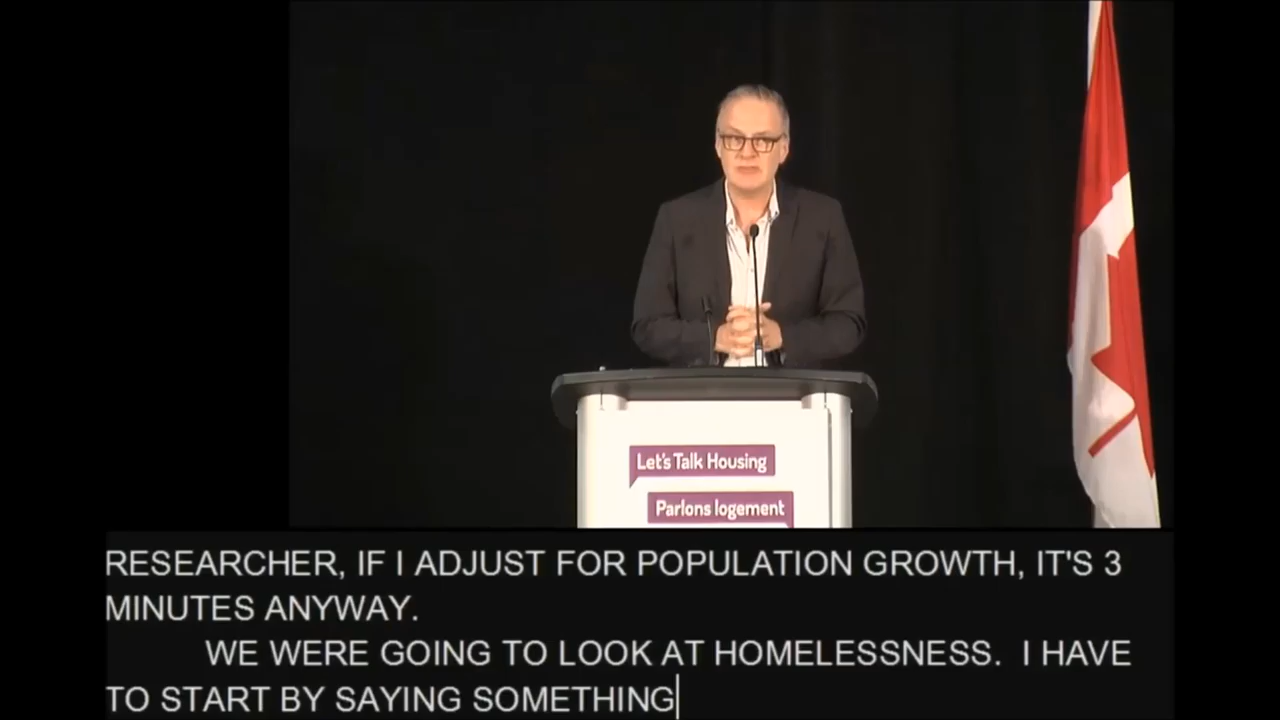 Let's Talk Housing
Parlons logement
RESEARCHER, IF I ADJUST FOR POPULATION GROWTH, IT'S 3
MINUTES ANYWAY.
WE WERE GOING TO LOOK AT HOMELESSNESS.  I HAVE
TO START BY SAYING SOMETHING